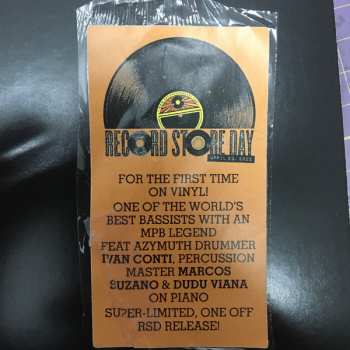 RECORD STORE DAY
FOR THE FIRST TIME
ON VINYL!
ONE OF THE WORLD'S
BEST BASSISTS WITH AN
MPB LEGEND
FEAT AZYMUTH DRUMMER
IVAN CONTI, PERCUSSION
MASTER MARCOS
SUZANO & DUDU VIANA
ON PIANO
SUPER-LIMITED, ONE OFF
RSD RELEASE!